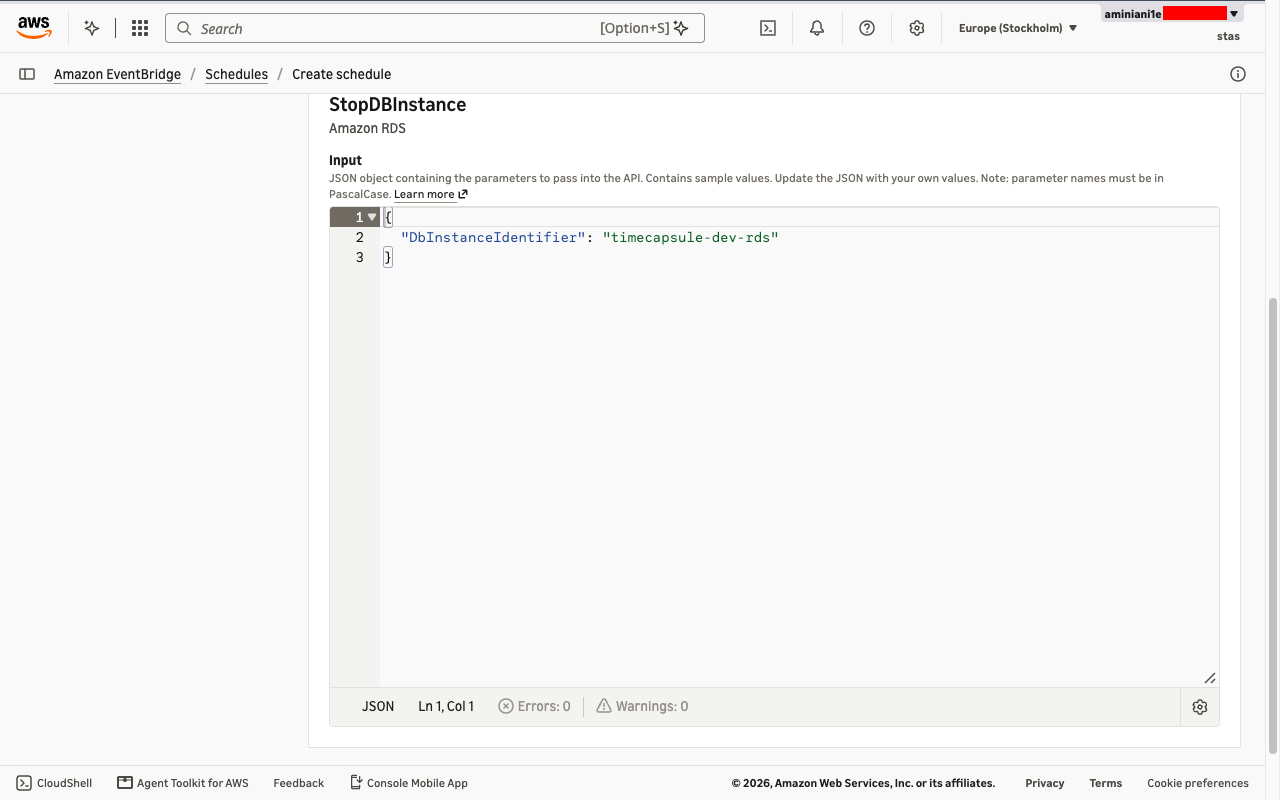 aws
Search [Option+S]
Europe (Stockholm)
aminiani1e
stas
Amazon EventBridge / Schedules / Create schedule
StopDBInstance
Amazon RDS
Input
JSON object containing the parameters to pass into the API. Contains sample values. Update the JSON with your own values. Note: parameter names must be in
PascalCase. Learn more
1 {
2 "DbInstanceIdentifier": "timecapsule-dev-rds"
3 }
JSON Ln 1, Col 1 Errors: 0 Warnings: 0
CloudShell Agent Toolkit for AWS Feedback Console Mobile App © 2026, Amazon Web Services, Inc. or its affiliates. Privacy Terms Cookie preferences